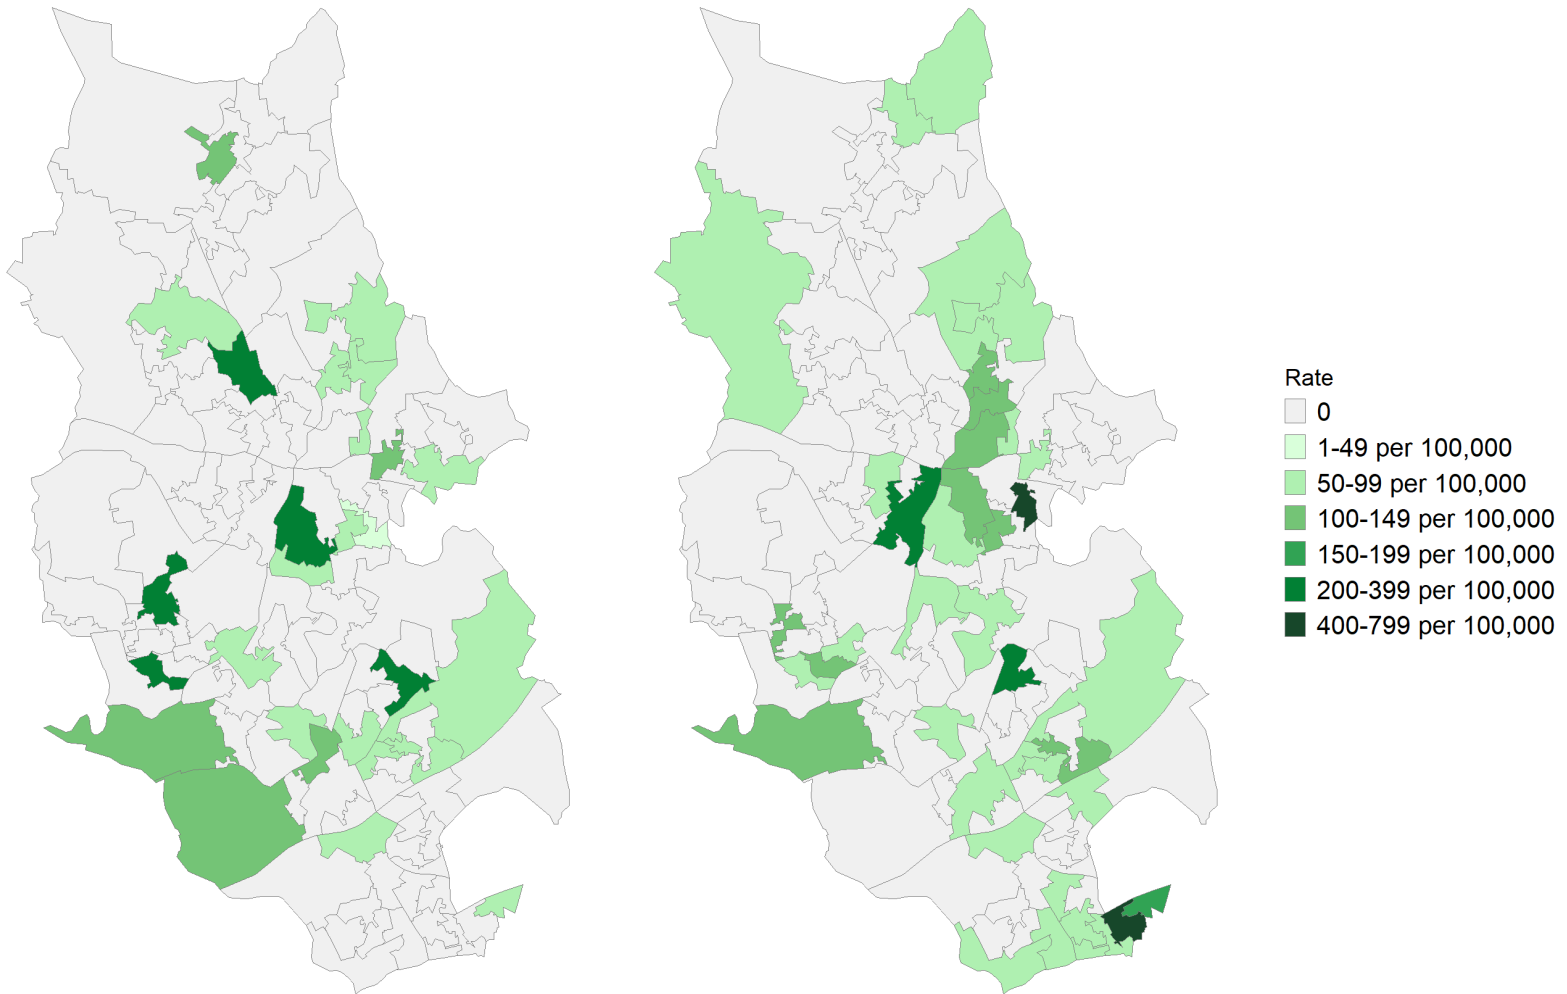 Rate
0
1-49 per 100,000
50-99 per 100,000
100-149 per 100,000
150-199 per 100,000
200-399 per 100,000
400-799 per 100,000